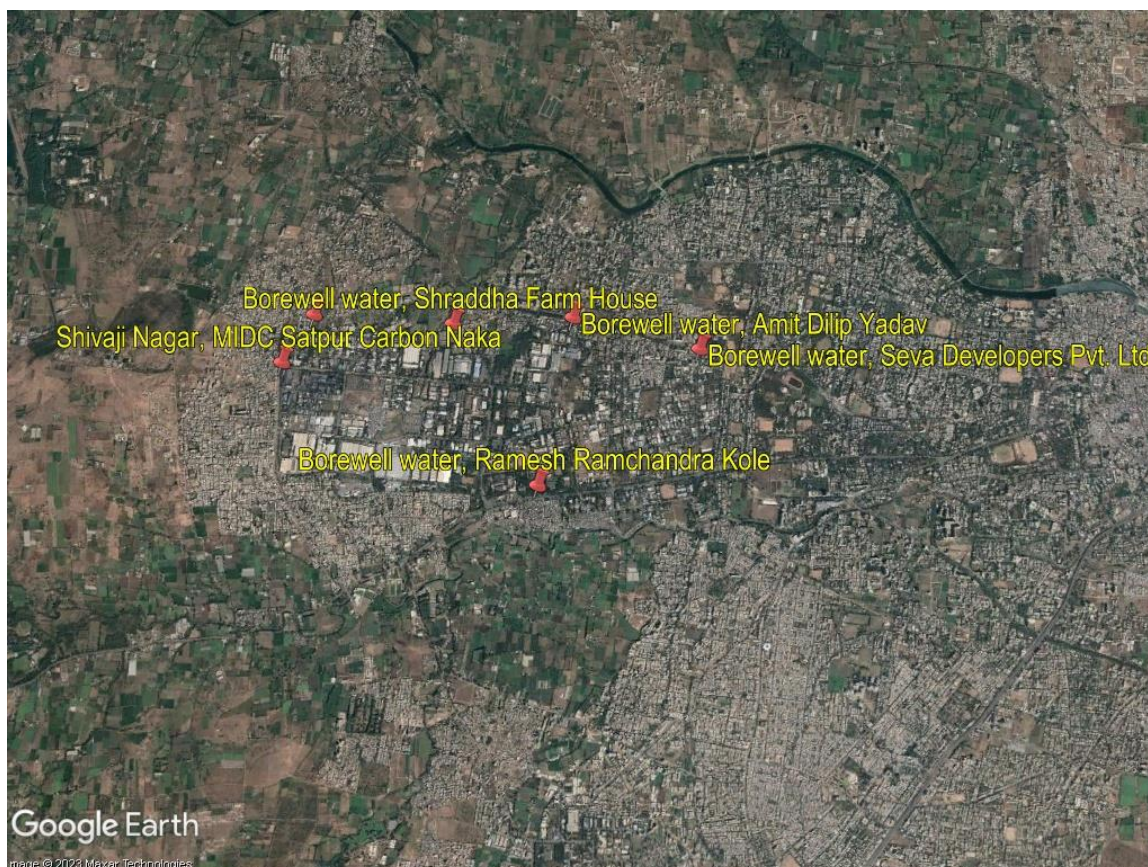 Borewell water, Shraddha Farm House
Shivaji Nagar, MIDC Satpur Carbon Naka
Borewell water, Amit Dilip Yadav
Borewell water, Seva Developers Pvt. Ltd
Borewell water, Ramesh Ramchandra Kole
Google Earth
Image © 2023 Maxar Technologies